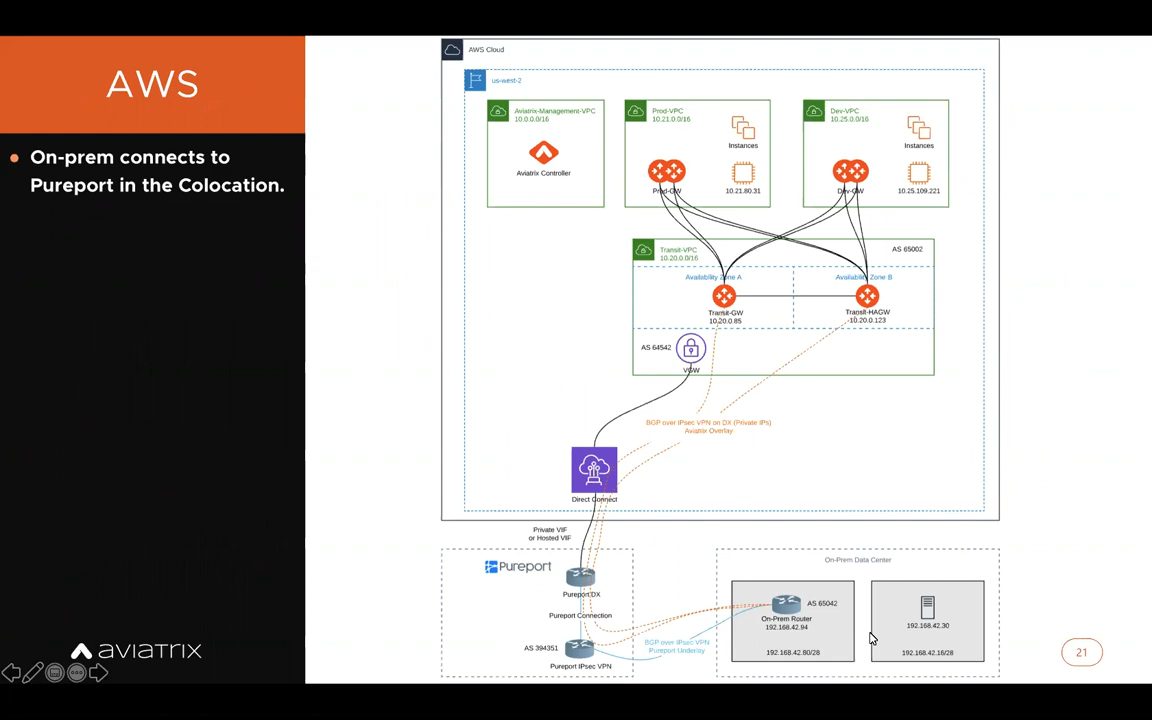 AWS
On-prem connects to
Pureport in the Colocation.
AVIATRIX
AWS Cloud
us-west-2
Aviatrix-Management-VPC
10.0.0.0/16
Aviatrix Controller
Prod-VPC
10.21.0.0/16
Instances
Prod-GW
10.21.80.31
Dev-VPC
10.25.0.0/16
Instances
Dev-GW
10.25.109.221
Transit-VPC
10.20.0.0/16
AS 65002
Availability Zone A
Availability Zone B
Transit-GW
10.20.0.85
Transit-HAGW
10.20.0.123
AS 64542
VGW
BGP over IPsec VPN on DX (Private IPs)
Aviatrix Overlay
Direct Connect
Private VIF
or Hosted VIF
Pureport
Pureport DX
Pureport Connection
AS 394351
Pureport IPsec VPN
BGP over IPsec VPN
Pureport Underlay
On-Prem Data Center
AS 65042
On-Prem Router
192.168.42.94
192.168.42.80/28
192.168.42.30
192.168.42.16/28
21